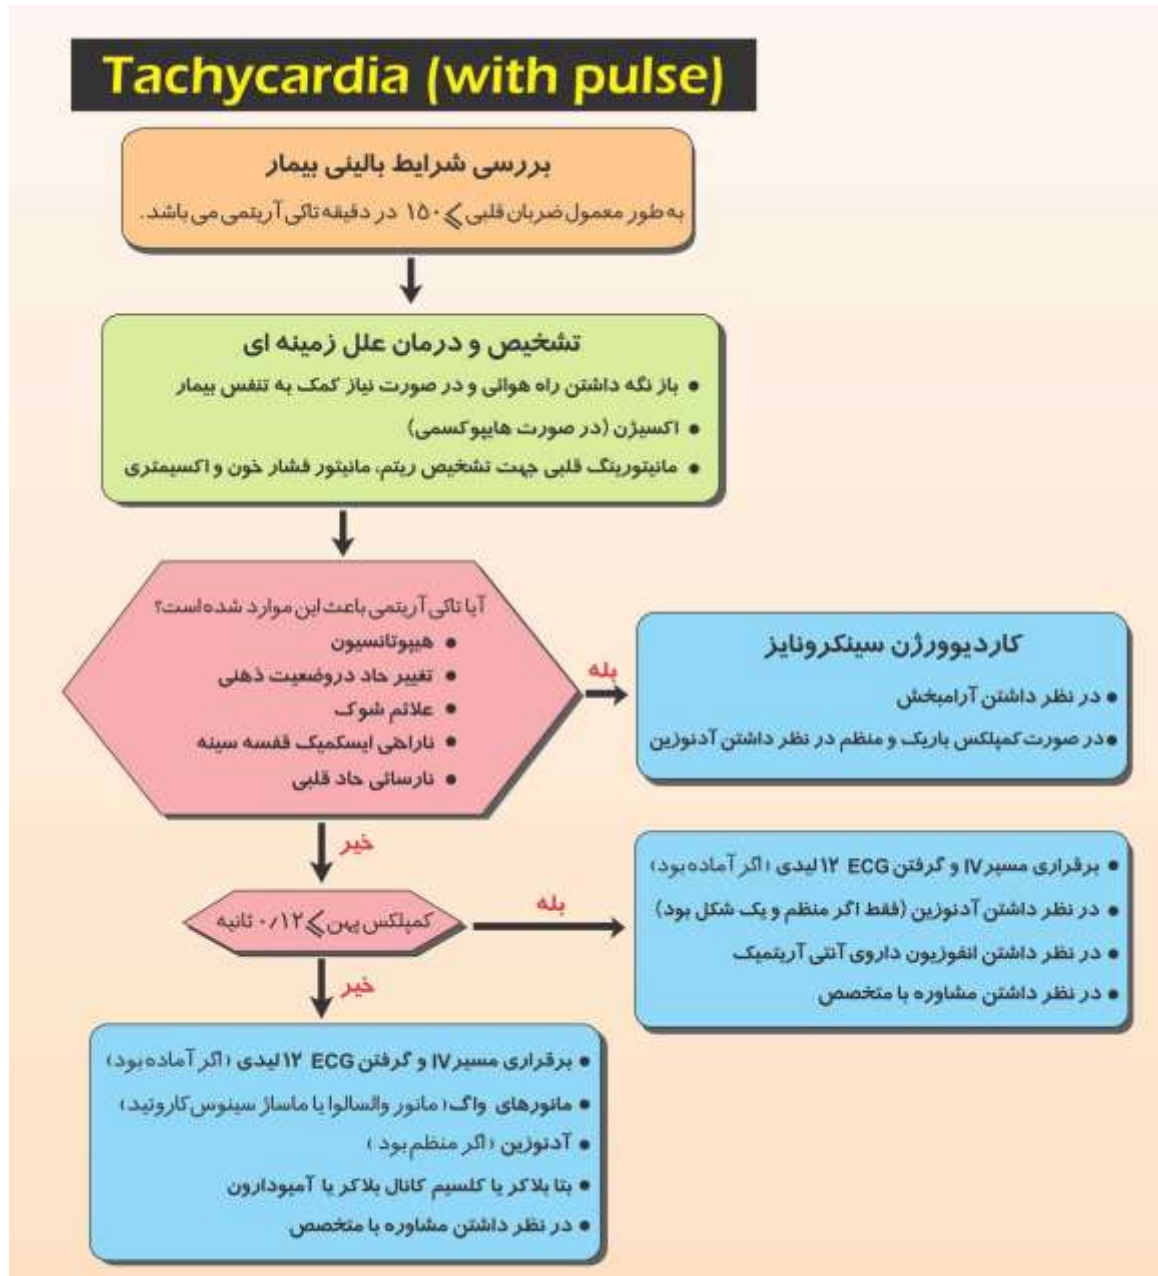 Tachycardia (with pulse)
بررسی شرایط بالینی بیمار
به طور معمول ضربان قلبی ⩾ ۱۵۰ در دقیقه تاکی آریتمی می باشد.
تشخیص و درمان علل زمینه ای
• باز نگه داشتن راه هوائی و در صورت نیاز کمک به تنفس بیمار
• اکسیژن (در صورت هایپوکسمی)
• مانیتورینگ قلبی جهت تشخیص ریتم، مانیتور فشار خون و اکسیمتری
آیا تاکی آریتمی باعث این موارد شده است؟
• هیپوتانسیون
• تغییر حاد در وضعیت ذهنی
• علائم شوک
• ناراحتی ایسکمیک قفسه سینه
• نارسائی حاد قلبی
بله
کاردیوورژن سینکرونایز
• در نظر داشتن آرامبخش
• در صورت کمپلکس باریک و منظم در نظر داشتن آدنوزین
خیر
کمپلکس پهن ⩾ ۰/۱۲ ثانیه
بله
• برقراری مسیر IV و گرفتن ECG ۱۲ لیدی (اگر آماده بود)
• در نظر داشتن آدنوزین (فقط اگر منظم و یک شکل بود)
• در نظر داشتن انفوزیون داروی آنتی آریتمیک
• در نظر داشتن مشاوره با متخصص
خیر
• برقراری مسیر IV و گرفتن ECG ۱۲ لیدی (اگر آماده بود)
• مانورهای واگ (مانور والسالوا یا ماساژ سینوس کاروتید)
• آدنوزین (اگر منظم بود)
• بتا بلاکر یا کلسیم کانال بلاکر یا آمیودارون
• در نظر داشتن مشاوره با متخصص